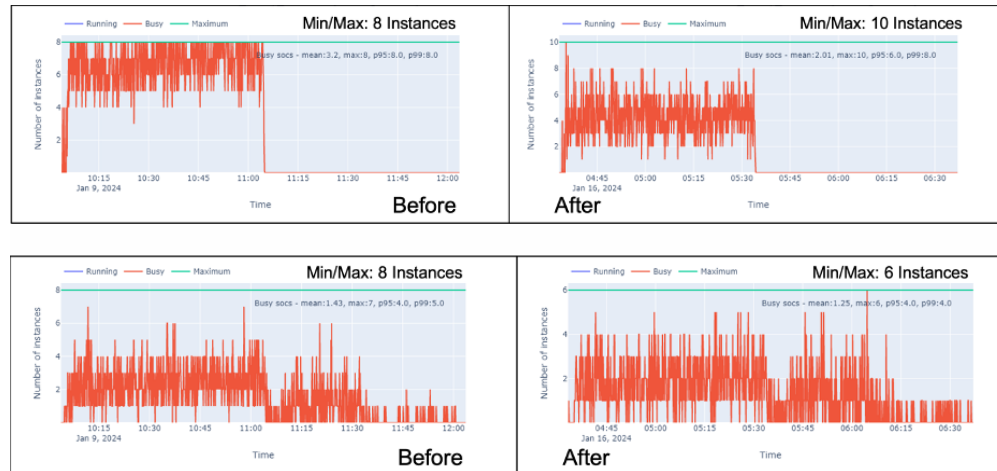 Running Busy Maximum Min/Max: 8 Instances
Busy socs - mean:3.2, max:8, p95:8.0, p99:8.0
Number of instances
8
6
4
2
10:15 10:30 10:45 11:00 11:15 11:30 11:45 12:00
Jan 9, 2024
Time
Before
Running Busy Maximum Min/Max: 10 Instances
Busy socs - mean:2.01, max:10, p95:6.0, p99:8.0
Number of instances
10
8
6
4
2
04:45 05:00 05:15 05:30 05:45 06:00 06:15 06:30
Jan 16, 2024
Time
After
Running Busy Maximum Min/Max: 8 Instances
Busy socs - mean:1.43, max:7, p95:4.0, p99:5.0
Number of instances
8
6
4
2
10:15 10:30 10:45 11:00 11:15 11:30 11:45 12:00
Jan 9, 2024
Time
Before
Running Busy Maximum Min/Max: 6 Instances
Busy socs - mean:1.25, max:6, p95:4.0, p99:4.0
Number of instances
6
4
2
04:45 05:00 05:15 05:30 05:45 06:00 06:15 06:30
Jan 16, 2024
Time
After